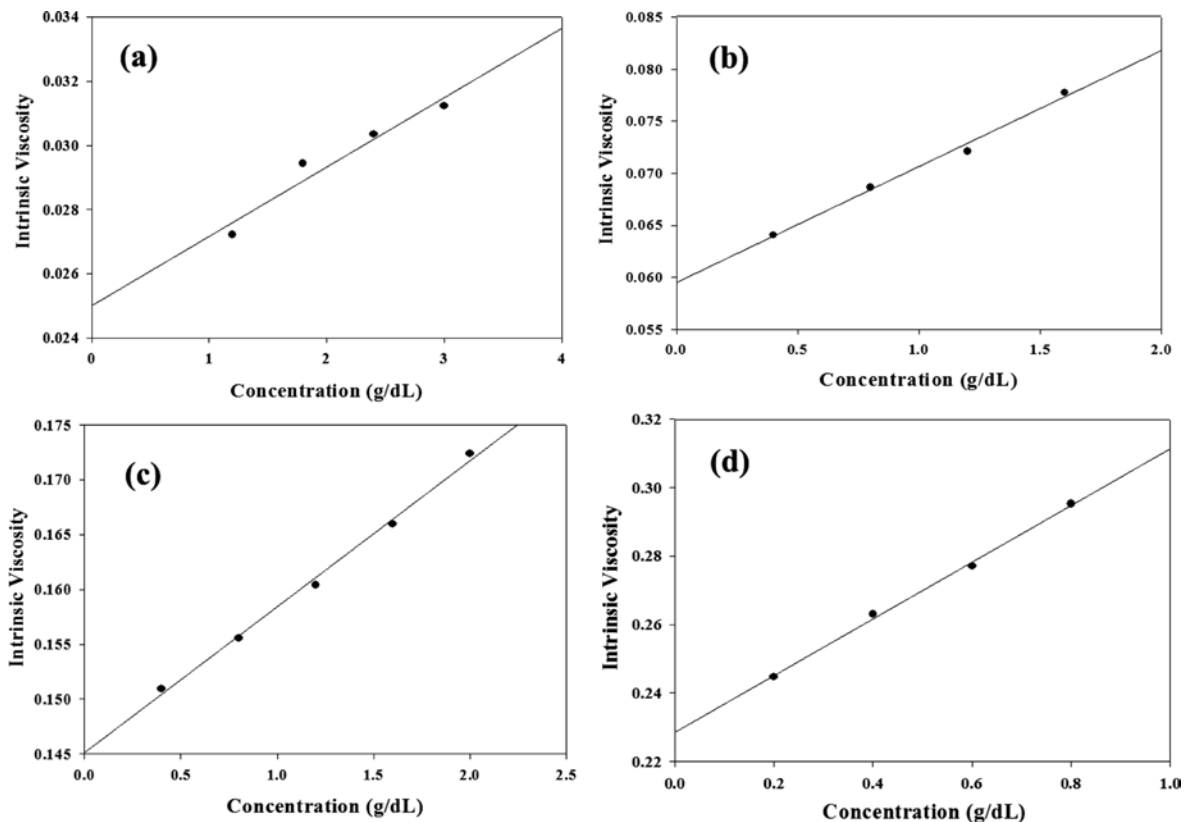 (a)
Intrinsic Viscosity
0.034
0.032
0.030
0.028
0.026
0.024
0 1 2 3 4
Concentration (g/dL)
(b)
Intrinsic Viscosity
0.085
0.080
0.075
0.070
0.065
0.060
0.055
0.0 0.5 1.0 1.5 2.0
Concentration (g/dL)
(c)
Intrinsic Viscosity
0.175
0.170
0.165
0.160
0.155
0.150
0.145
0.0 0.5 1.0 1.5 2.0 2.5
Concentration (g/dL)
(d)
Intrinsic Viscosity
0.32
0.30
0.28
0.26
0.24
0.22
0.0 0.2 0.4 0.6 0.8 1.0
Concentration (g/dL)